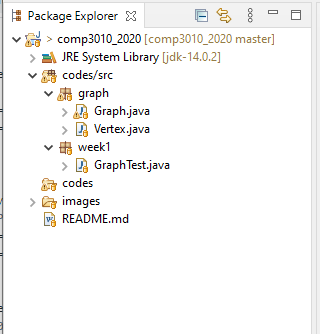 Package Explorer
> comp3010_2020 [comp3010_2020 master]
JRE System Library [jdk-14.0.2]
codes/src
graph
Graph.java
Vertex.java
week1
GraphTest.java
codes
images
README.md